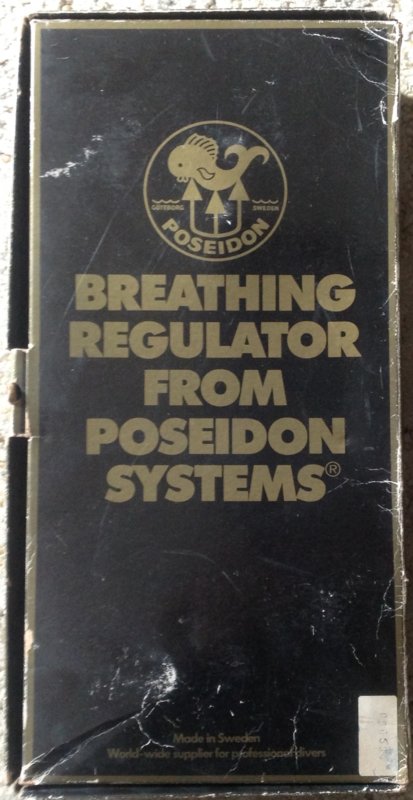 GÖTEBORG SWEDEN
POSEIDON
BREATHING
REGULATOR
FROM
POSEIDON
SYSTEMS®
Made in Sweden
World-wide supplier for professional divers